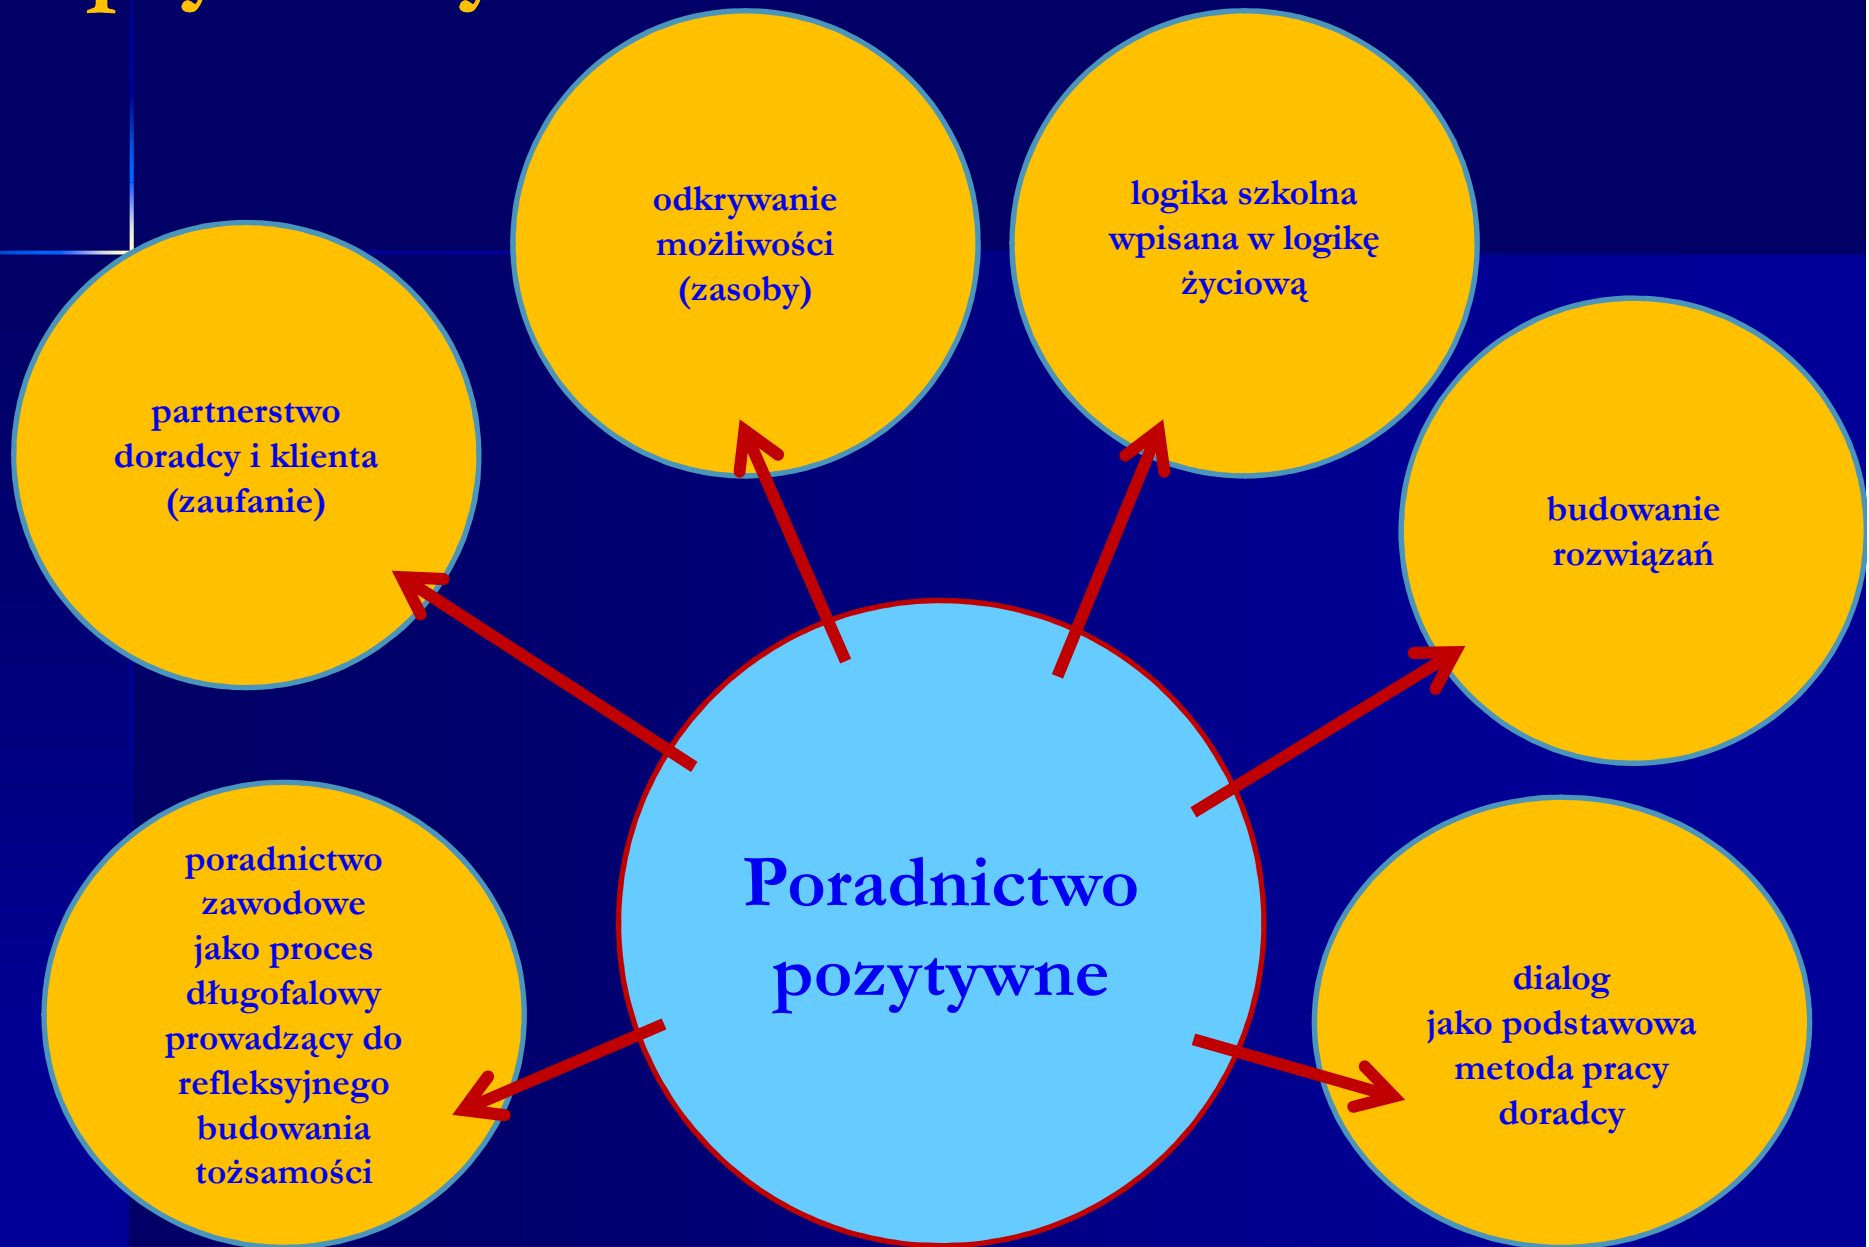 odkrywanie
możliwości
(zasoby)
logika szkolna
wpisana w logikę
życiową
partnerstwo
doradcy i klienta
(zaufanie)
budowanie
rozwiązań
poradnictwo
zawodowe
jako proces
długofalowy
prowadzący do
refleksyjnego
budowania
tożsamości
Poradnictwo
pozytywne
dialog
jako podstawowa
metoda pracy
doradcy